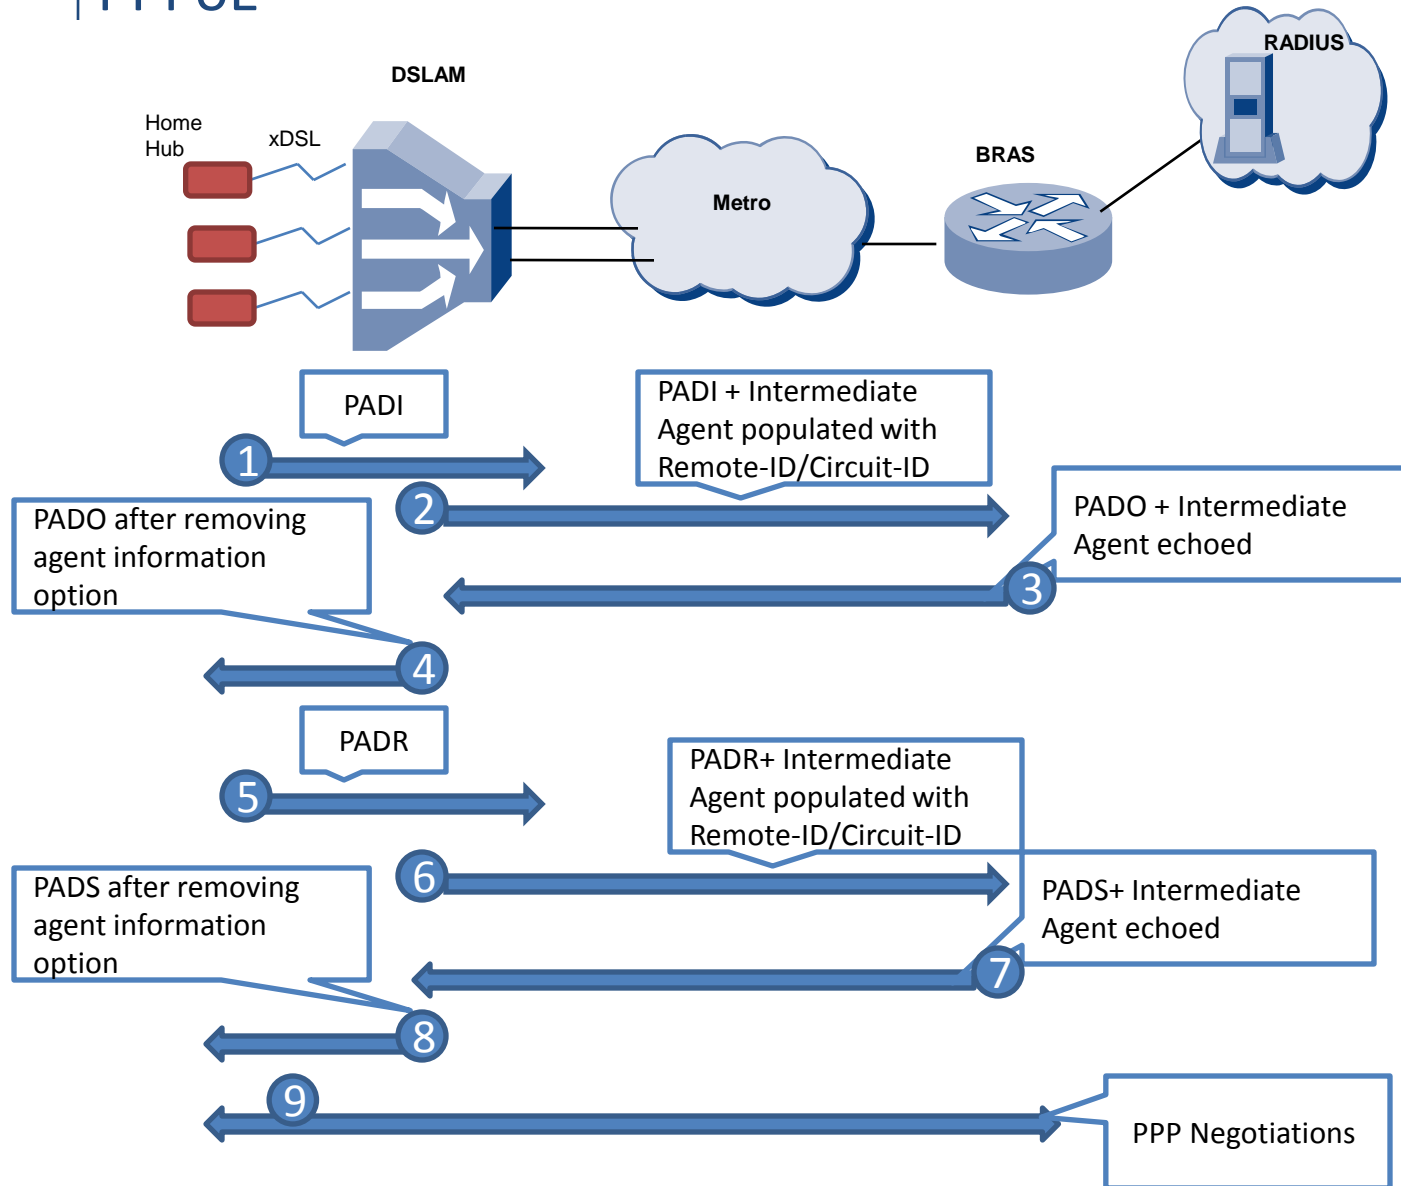 PPPoE
RADIUS
DSLAM
Home
Hub
xDSL
BRAS
Metro
PADI
PADI + Intermediate
Agent populated with
Remote-ID/Circuit-ID
1
2
PADO + Intermediate
Agent echoed
PADO after removing
agent information
option
3
4
PADR
PADR+ Intermediate
Agent populated with
Remote-ID/Circuit-ID
5
6
PADS+ Intermediate
Agent echoed
PADS after removing
agent information
option
7
8
9
PPP Negotiations